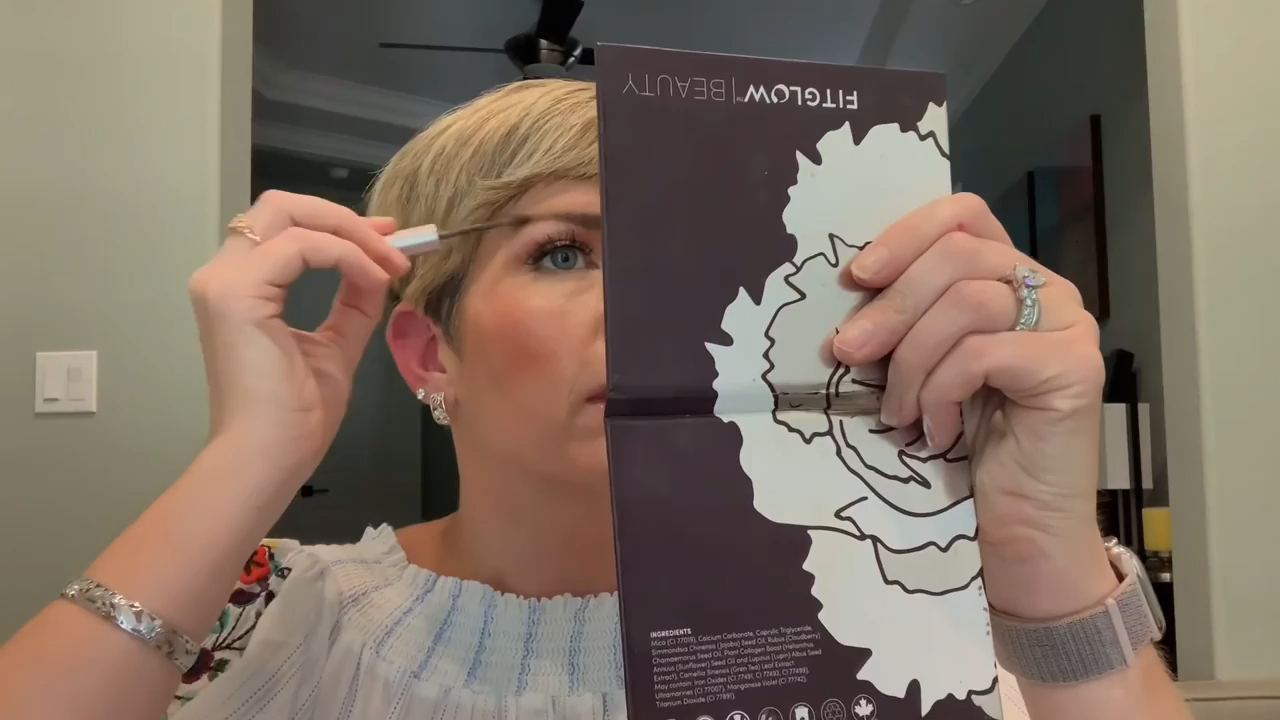 FITGLOW™|BEAUTY
INGREDIENTS
Mica (CI 77019), Calcium Carbonate, Caprylic Triglyceride,
Simmondsia Chinensis (Jojoba) Seed Oil, Rubus (Cloudberry)
Chamaemorus Seed Oil, Plant Collagen Boost (Helianthus
Annuus (Sunflower) Seed Oil and Lupinus (Lupin) Albus Seed
Extract), Camellia Sinensis (Green Tea) Leaf Extract.
May contain: Iron Oxides (CI 77491, CI 77492, CI 77499),
Ultramarines (CI 77007), Manganese Violet (CI 77742),
Titanium Dioxide (CI 77891).